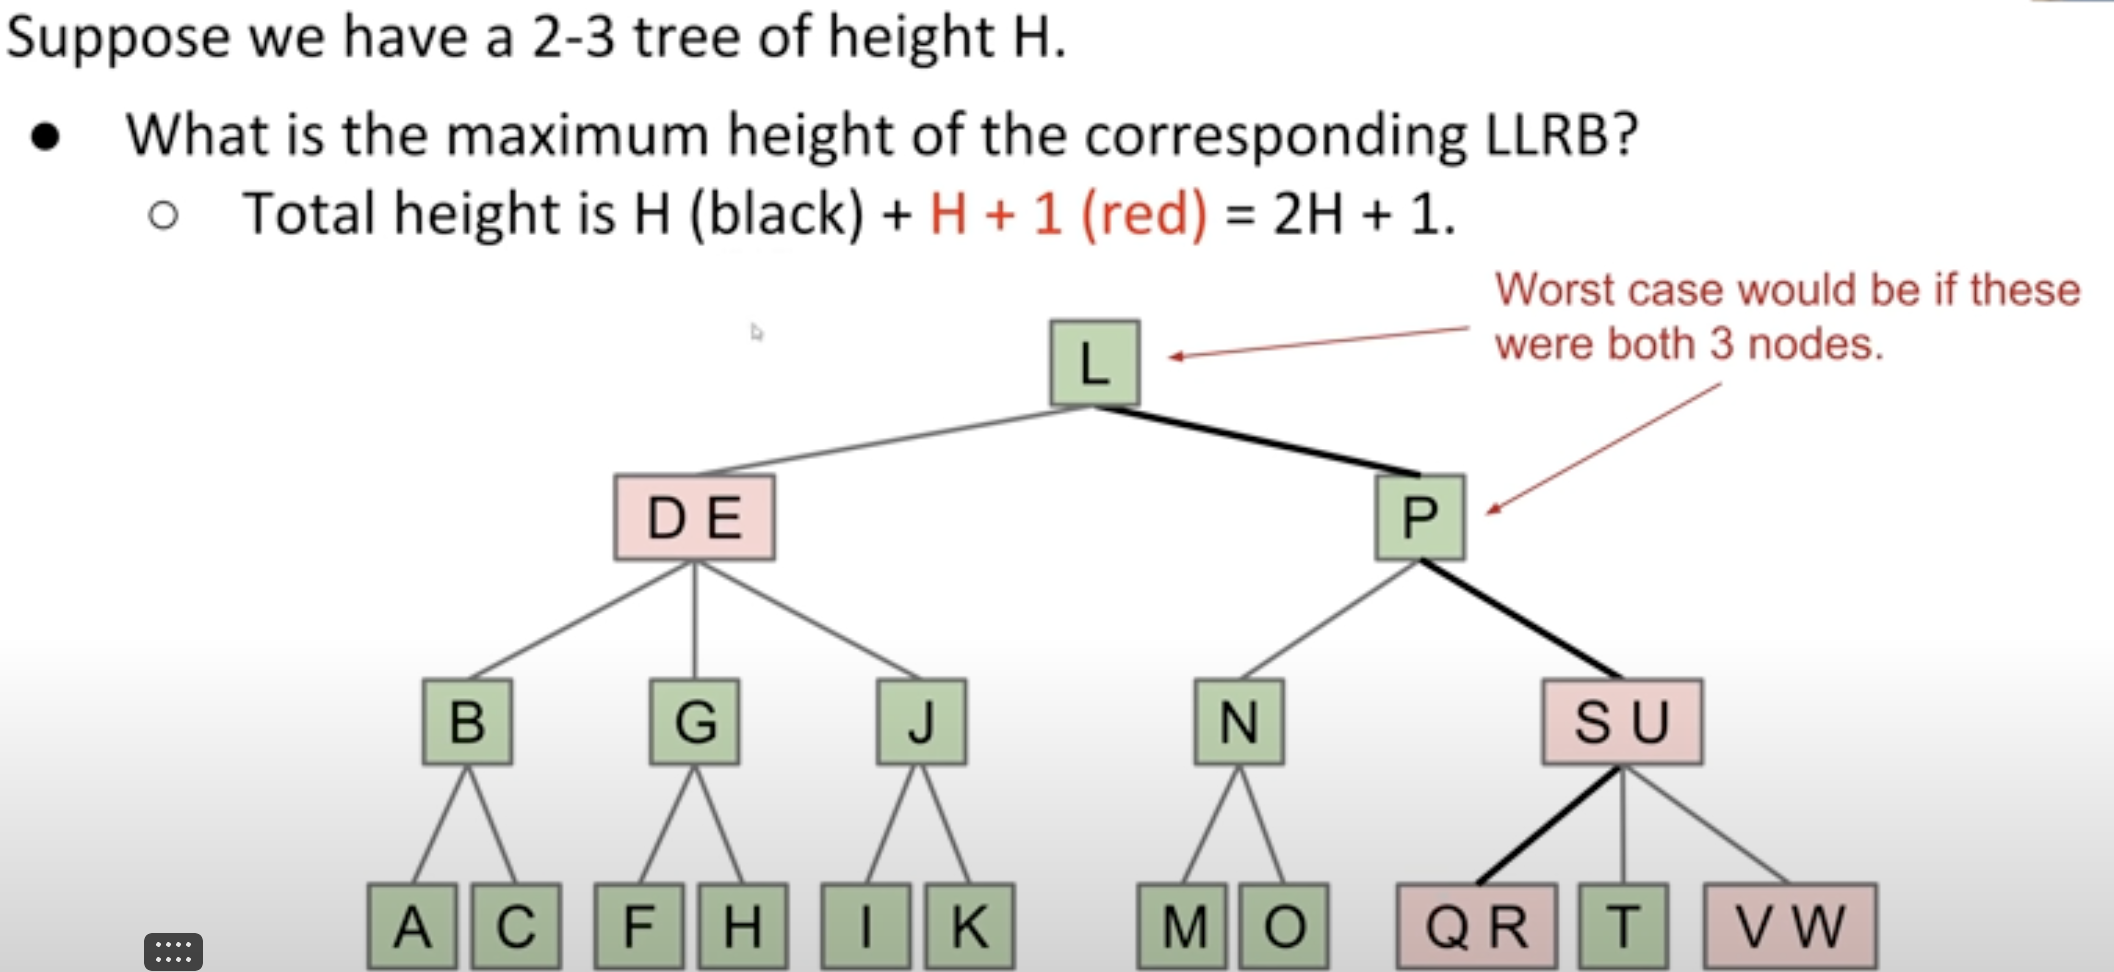 Suppose we have a 2-3 tree of height H.
● What is the maximum height of the corresponding LLRB?
○ Total height is H (black) + H + 1 (red) = 2H + 1.
Worst case would be if these
were both 3 nodes.
L
D E
P
B
G
J
N
S U
A
C
F
H
I
K
M
O
Q R
T
V W